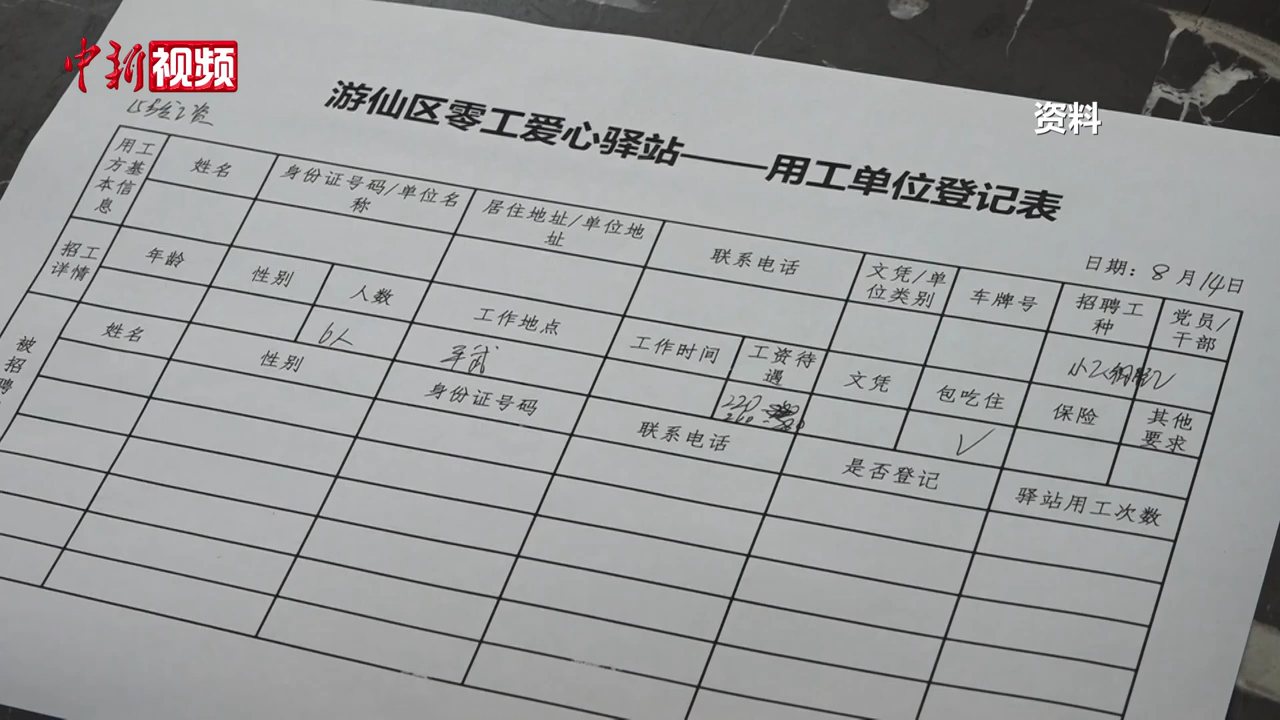 中新视频
资料
游仙区零工爱心驿站——用工单位登记表
日期：8月14日
用工方基本信息
姓名
身份证号码/单位名称
居住地址/单位地址
联系电话
文凭/单位类别
车牌号
招聘工种
党员/干部
招工详情
年龄
性别
人数
工作地点
工作时间
工资待遇
文凭
包吃住
保险
其他要求
6人
220
260
√
被招聘
姓名
性别
身份证号码
联系电话
是否登记
驿站用工次数